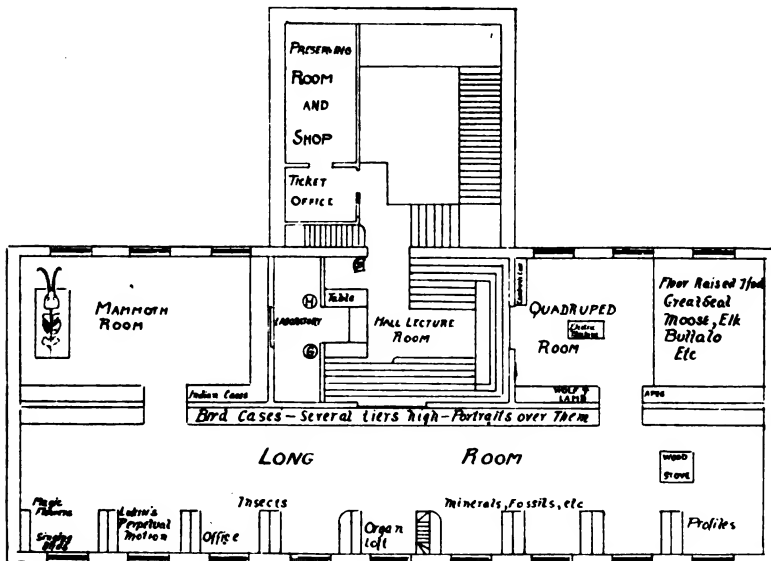 PRESERVING
ROOM
AND
SHOP
TICKET
OFFICE
MAMMOTH
ROOM
LABORATORY
H
G
Table
HALL LECTURE
ROOM
QUADRUPED
ROOM
Floor Raised 1 foot
Great Seal
Moose, Elk
Buffalo
Etc
Indian Cases
WOLF &
LAMB
APES
Bird Cases - Several tiers high - Portraits over Them
LONG ROOM
WOOD
STOVE
Magic
Singing
Perpetual
Motion
Office
Insects
Organ
loft
Minerals, Fossils, etc
Profiles